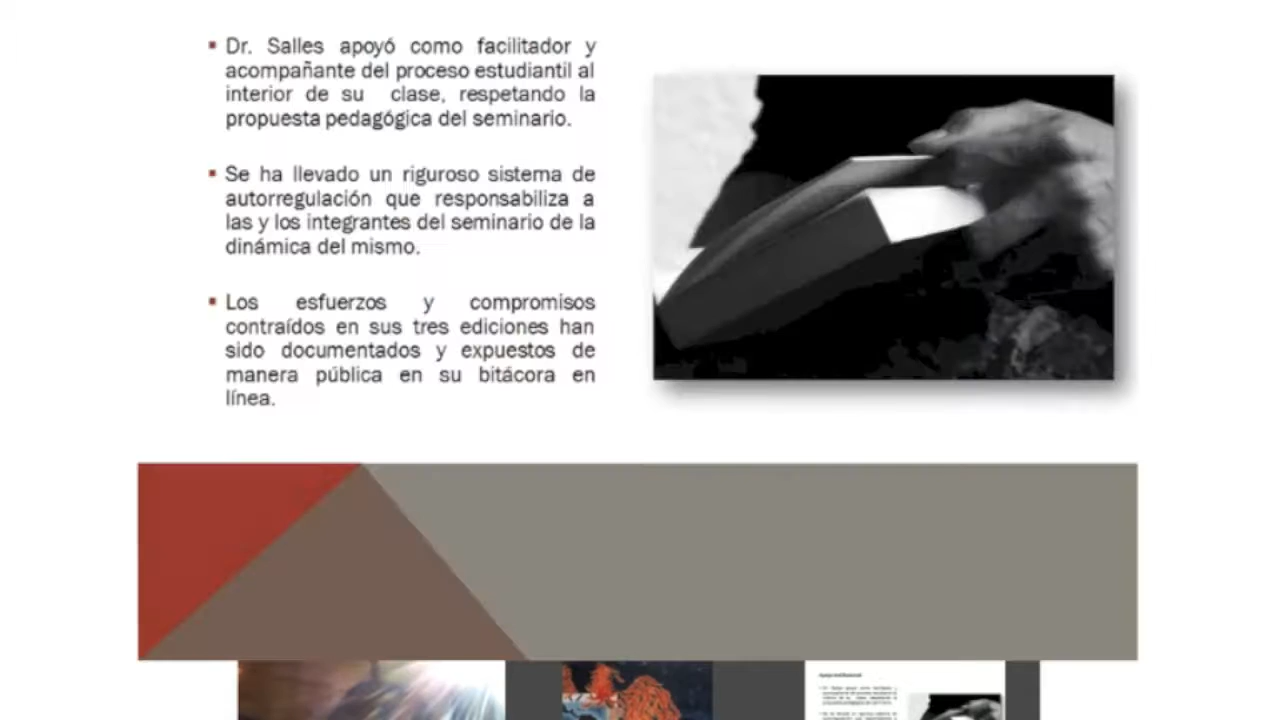 ▪ Dr. Salles apoyó como facilitador y
acompañante del proceso estudiantil al
interior de su clase, respetando la
propuesta pedagógica del seminario.
▪ Se ha llevado un riguroso sistema de
autorregulación que responsabiliza a
las y los integrantes del seminario de la
dinámica del mismo.
▪ Los esfuerzos y compromisos
contraídos en sus tres ediciones han
sido documentados y expuestos de
manera pública en su bitácora en
línea.